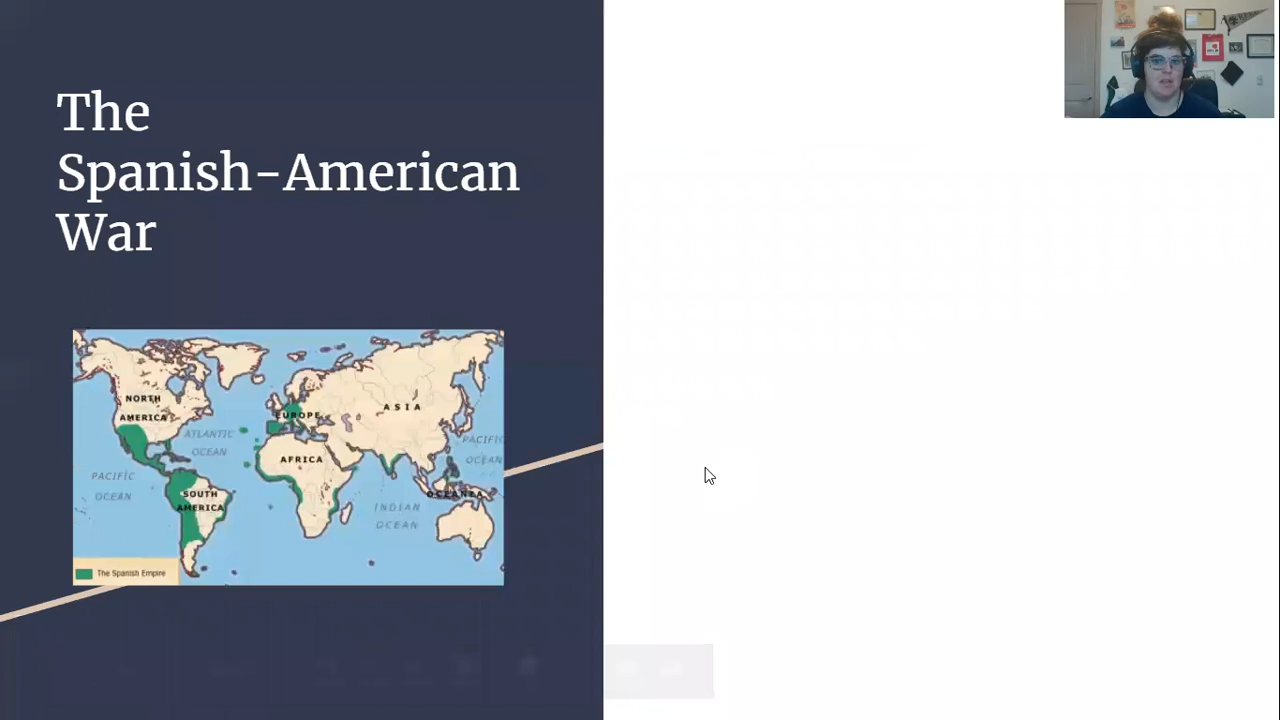 The
Spanish-American
War
NORTH
AMERICA
ATLANTIC
OCEAN
EUROPE
ASIA
AFRICA
PACIFIC
OCEAN
PACIFIC
OCEAN
SOUTH
AMERICA
INDIAN
OCEAN
OCEANIA
The Spanish Empire